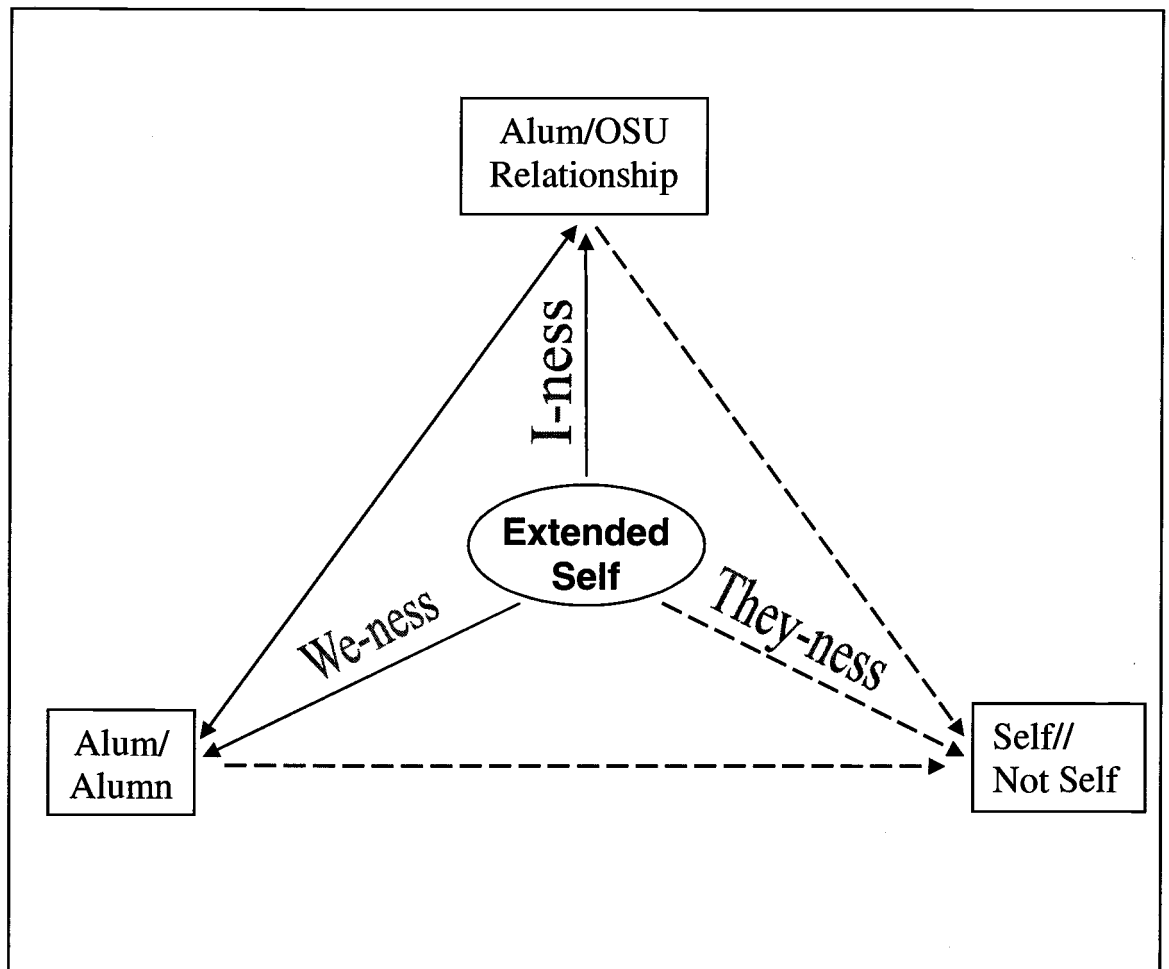 Alum/OSU
Relationship
I-ness
Extended
Self
We-ness
They-ness
Alum/
Alumn
Self//
Not Self